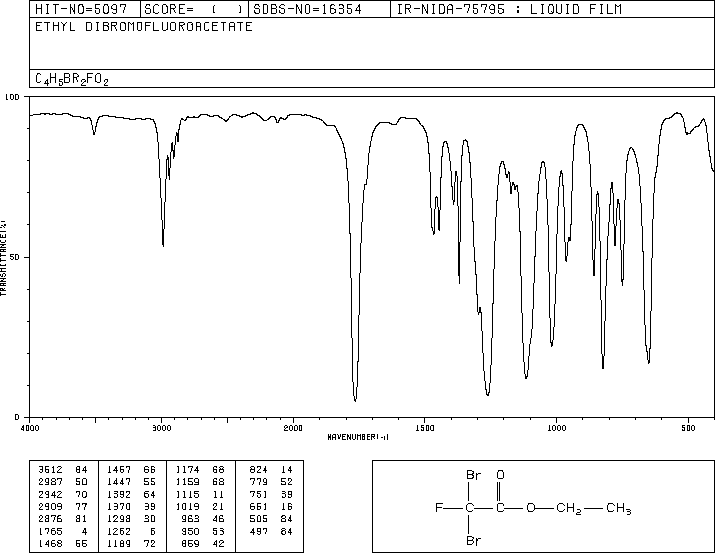 HIT-NO=5097 SCORE= ( ) SDBS-NO=16354 IR-NIDA-75795 : LIQUID FILM
ETHYL DIBROMOFLUOROACETATE
C4H5BR2FO2
100
50
0
TRANSMITTANCE(%)
4000 3000 2000 1500 1000 500
WAVENUMBER(-1)
3512 84 1457 66 1174 68 824 14
2987 50 1447 55 1159 68 779 52
2942 70 1392 64 1115 11 751 39
2909 77 1370 39 1019 21 651 16
2876 81 1298 30 963 46 505 84
1765 4 1262 6 950 53 497 84
1468 55 1189 72 859 42
Br O
F C C O CH2 CH3
Br